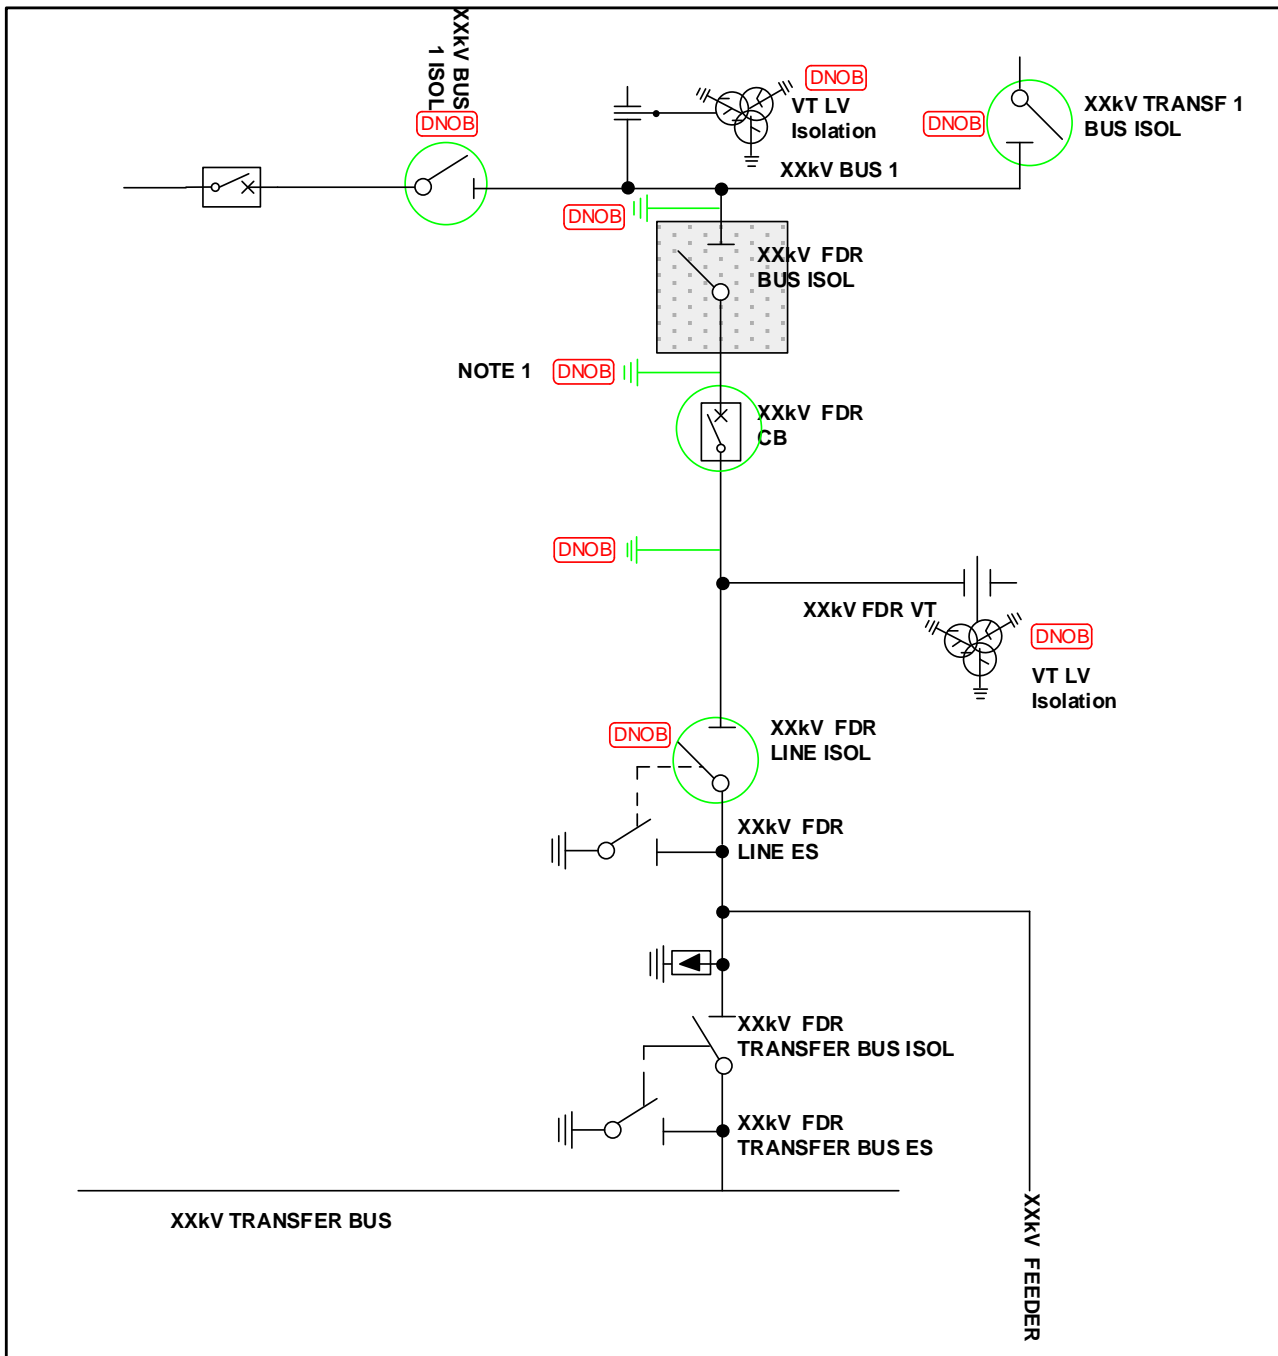 XXkV BUS
1 ISOL
DNOB
DNOB
VT LV
Isolation
DNOB
XXkV TRANSF 1
BUS ISOL
XXkV BUS 1
DNOB
XXkV FDR
BUS ISOL
NOTE 1
DNOB
XXkV FDR
CB
DNOB
XXkV FDR VT
DNOB
VT LV
Isolation
DNOB
XXkV FDR
LINE ISOL
XXkV FDR
LINE ES
XXkV FDR
TRANSFER BUS ISOL
XXkV FDR
TRANSFER BUS ES
XXkV TRANSFER BUS
XXkV FEEDER